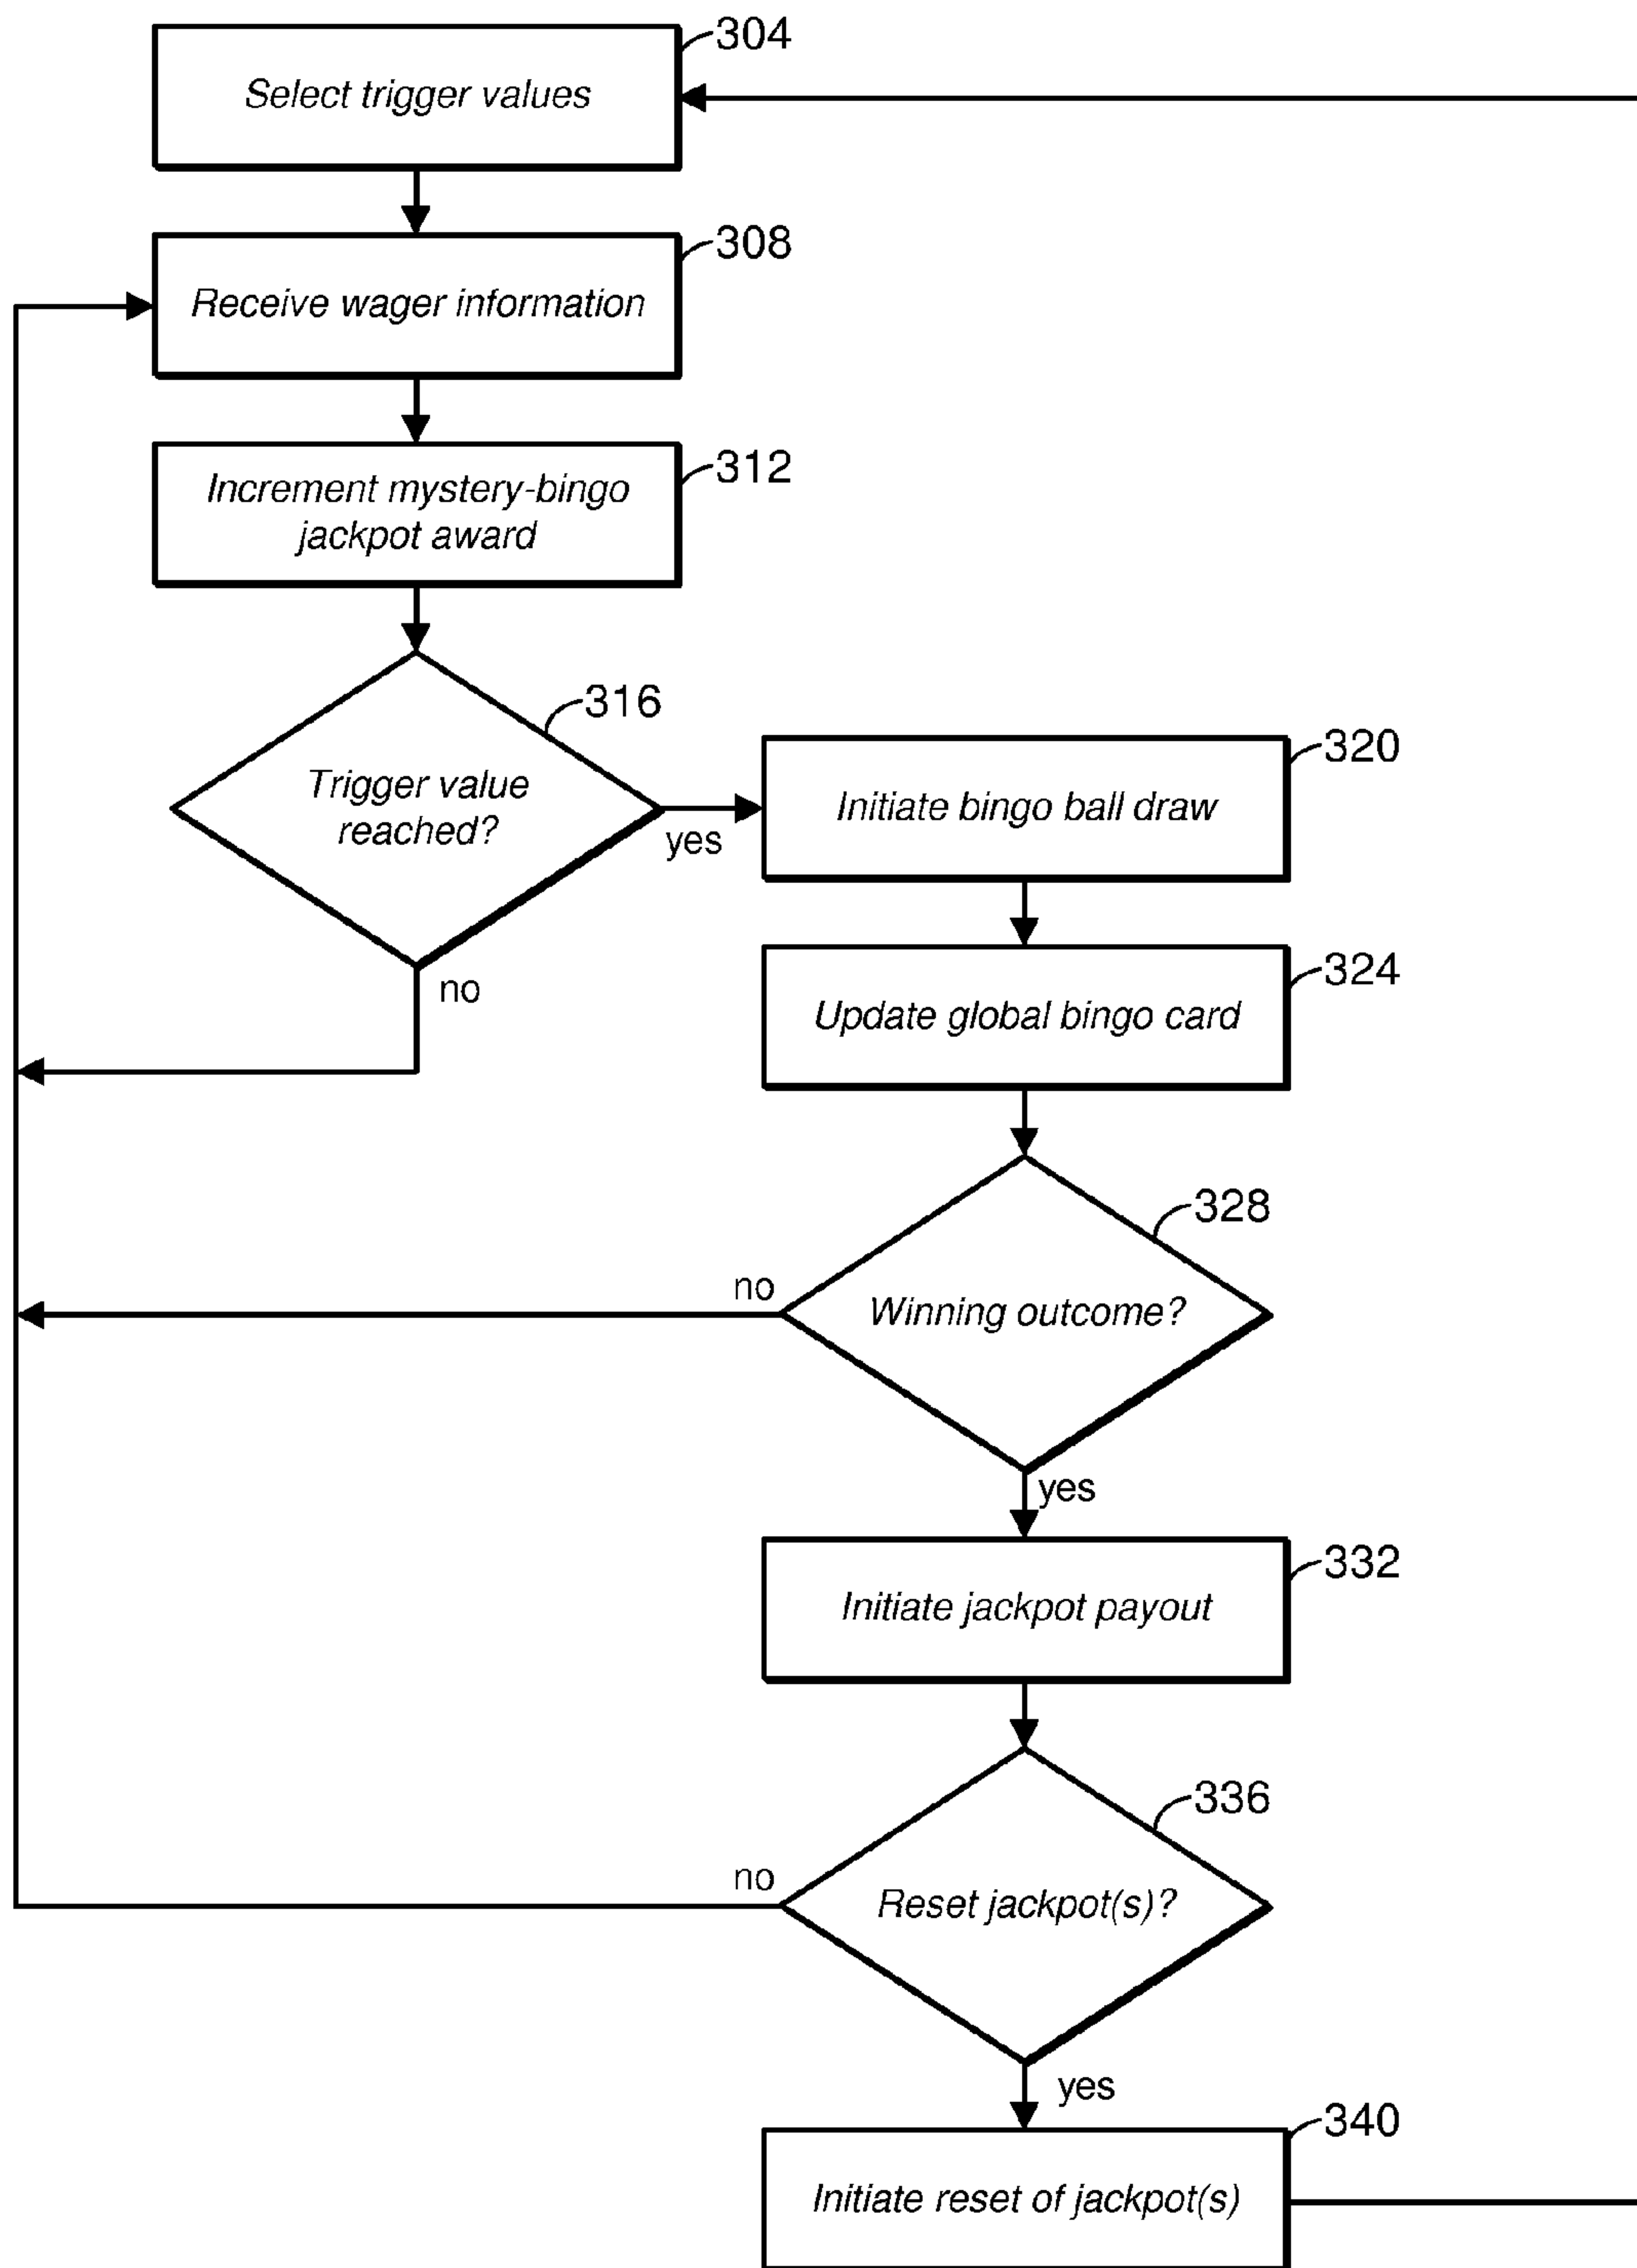 304
Select trigger values
308
Receive wager information
312
Increment mystery-bingo
jackpot award
316
Trigger value
reached?
yes
no
320
Initiate bingo ball draw
324
Update global bingo card
328
Winning outcome?
no
yes
332
Initiate jackpot payout
336
Reset jackpot(s)?
no
yes
340
Initiate reset of jackpot(s)